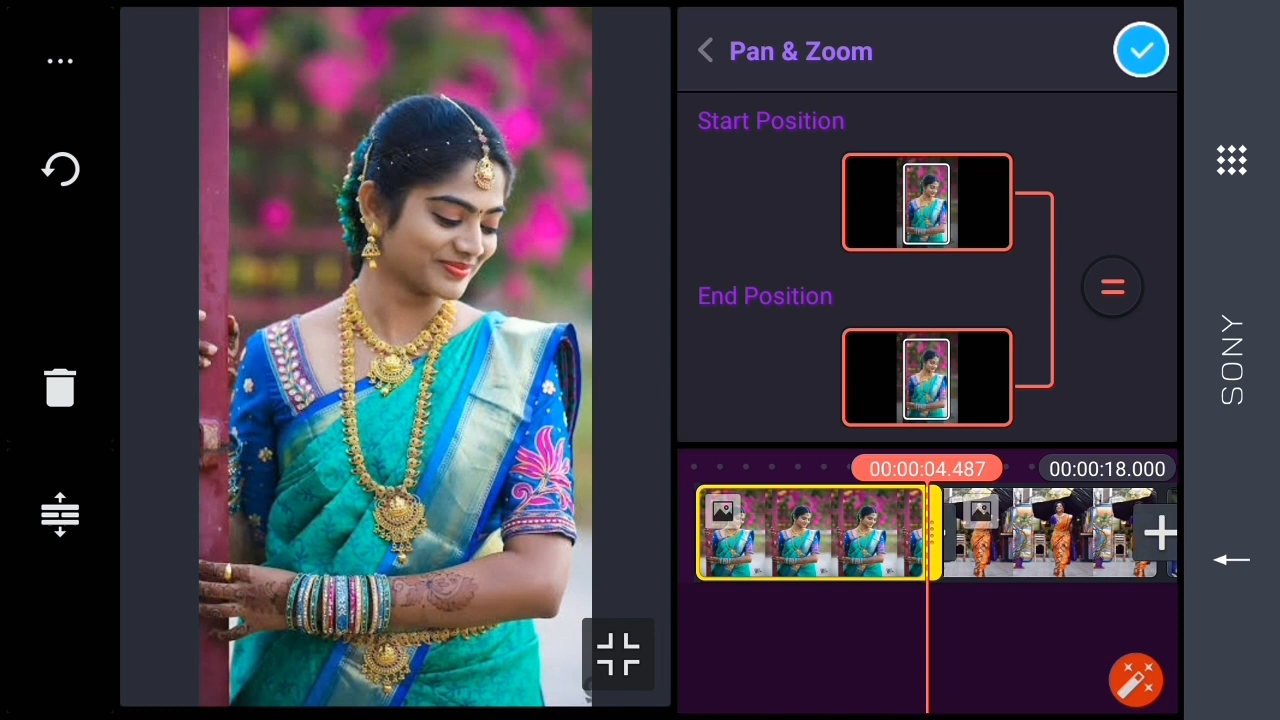 Pan & Zoom
Start Position
End Position
00:00:04.487
00:00:18.000
SONY